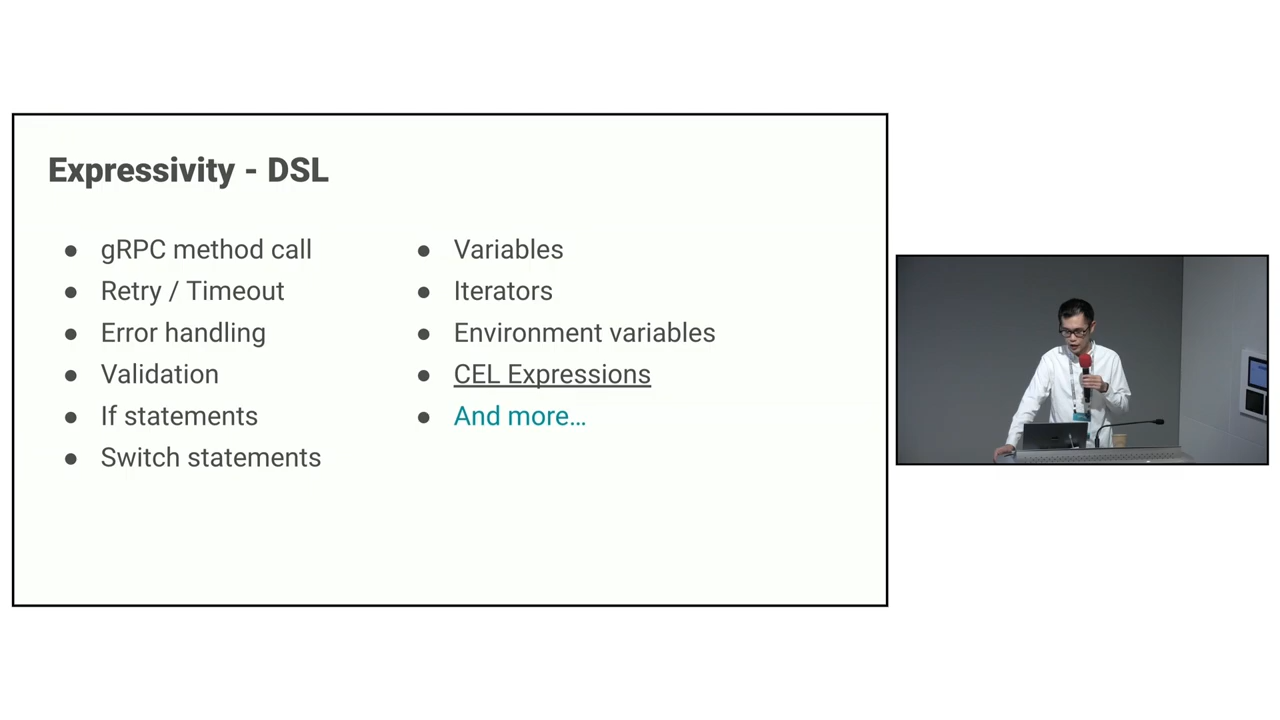 Expressivity - DSL
gRPC method call
Retry / Timeout
Error handling
Validation
If statements
Switch statements
Variables
Iterators
Environment variables
CEL Expressions
And more…